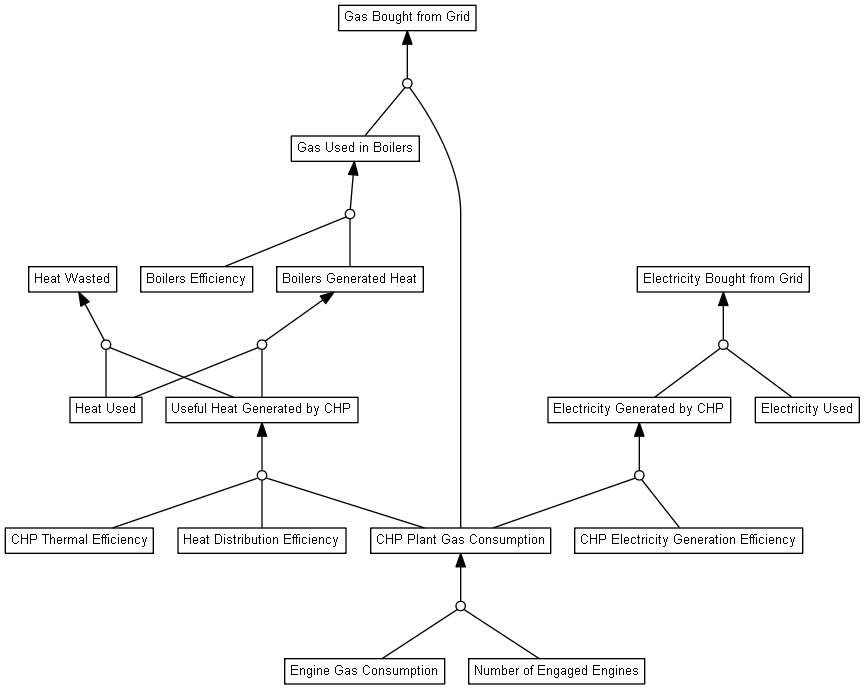 Gas Bought from Grid
Gas Used in Boilers
Heat Wasted
Boilers Efficiency
Boilers Generated Heat
Electricity Bought from Grid
Heat Used
Useful Heat Generated by CHP
Electricity Generated by CHP
Electricity Used
CHP Thermal Efficiency
Heat Distribution Efficiency
CHP Plant Gas Consumption
CHP Electricity Generation Efficiency
Engine Gas Consumption
Number of Engaged Engines